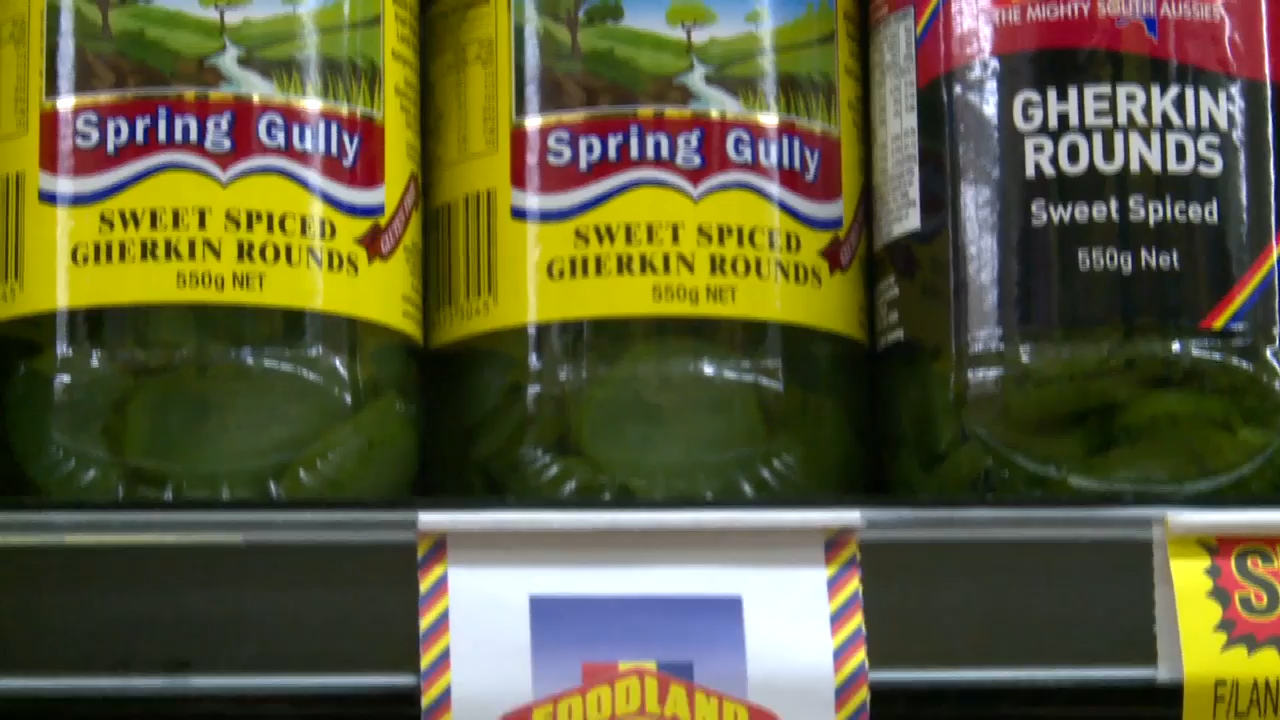 Spring Gully
SWEET SPICED
GHERKIN ROUNDS
550g NET
Spring Gully
SWEET SPICED
GHERKIN ROUNDS
550g NET
THE MIGHTY SOUTH AUSSIES
GHERKIN
ROUNDS
Sweet Spiced
550g Net
FOODLAND
F/LAN